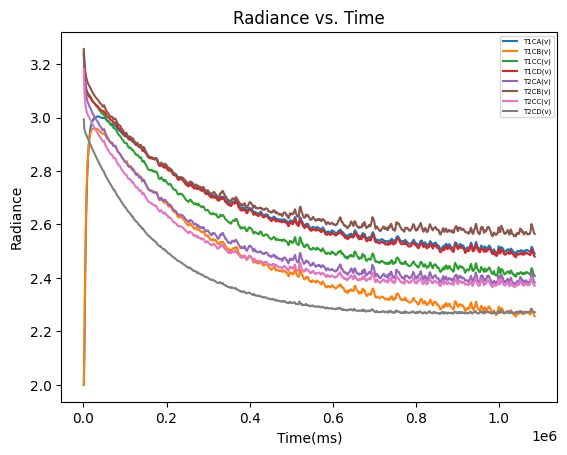 Radiance vs. Time
T1CA(v)
T1CB(v)
T1CC(v)
T1CD(v)
T2CA(v)
T2CB(v)
T2CC(v)
T2CD(v)
Radiance
3.2
3.0
2.8
2.6
2.4
2.2
2.0
0.0 0.2 0.4 0.6 0.8 1.0
1e6
Time(ms)